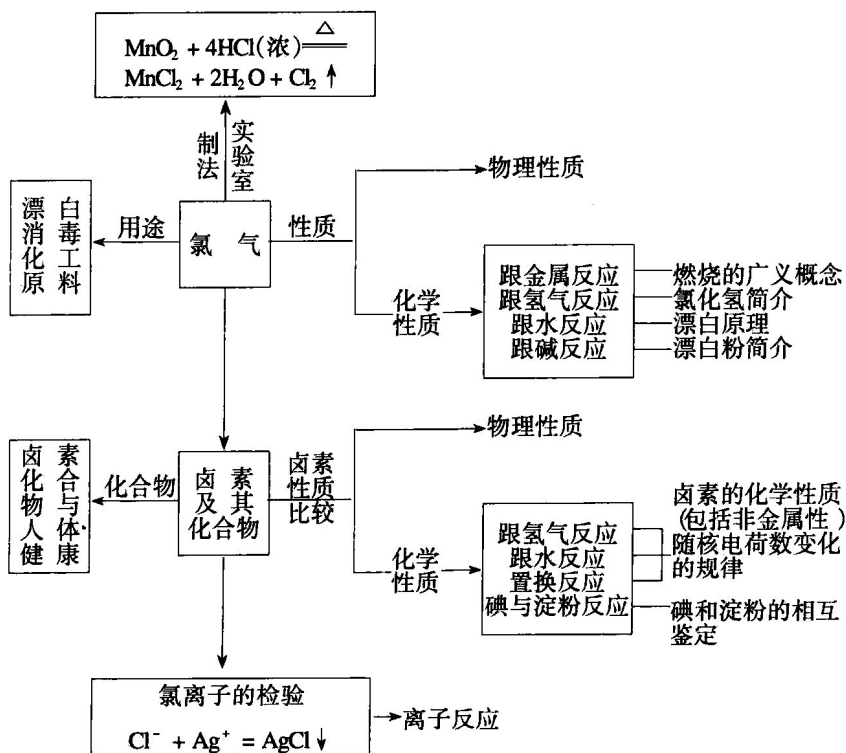 MnO₂ + 4HCl(浓) ═△═
MnCl₂ + 2H₂O + Cl₂ ↑
制法
实验室
物理性质
漂白
消毒
化工
原料
用途
氯 气
性质
化学
性质
跟金属反应
跟氢气反应
跟水反应
跟碱反应
燃烧的广义概念
氯化氢简介
漂白原理
漂白粉简介
物理性质
卤素
化合
物与
人体
健康
化合物
卤 素
及 其
化合物
卤素
性质
比较
化学
性质
跟氢气反应
跟水反应
置换反应
碘与淀粉反应
卤素的化学性质
(包括非金属性)
随核电荷数变化
的规律
碘和淀粉的相互
鉴定
氯离子的检验
Cl⁻ + Ag⁺ = AgCl↓
离子反应